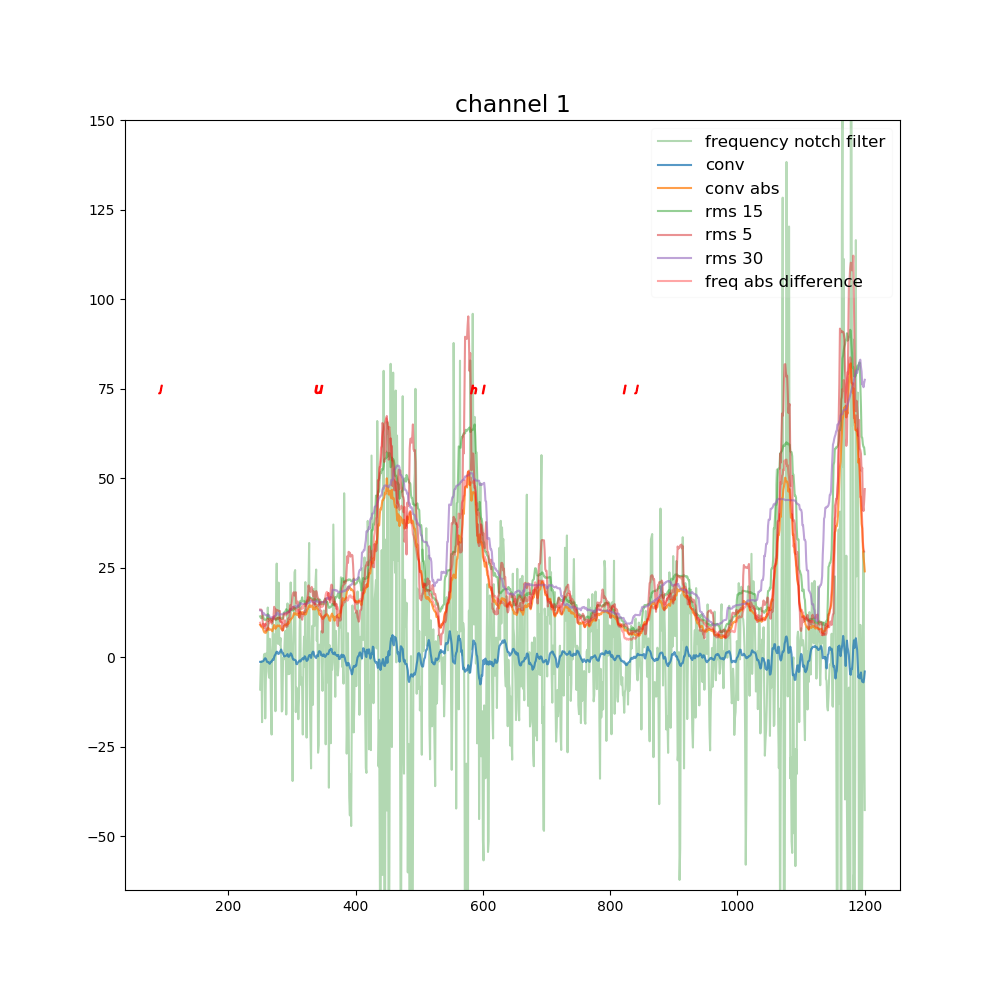 channel 1
150
125
100
75
50
25
0
−25
−50
200 400 600 800 1000 1200
frequency notch filter
conv
conv abs
rms 15
rms 5
rms 30
freq abs difference
U
h